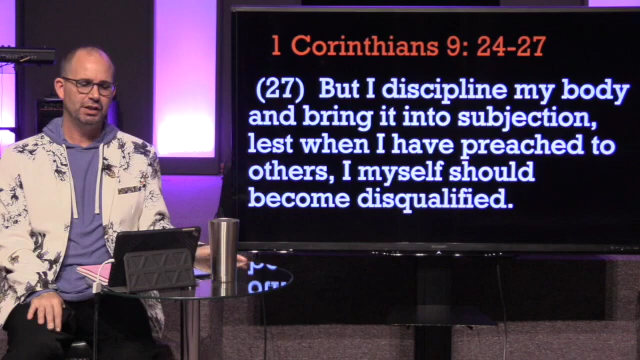 1 Corinthians 9: 24-27
(27) But I discipline my body
and bring it into subjection,
lest when I have preached to
others, I myself should
become disqualified.